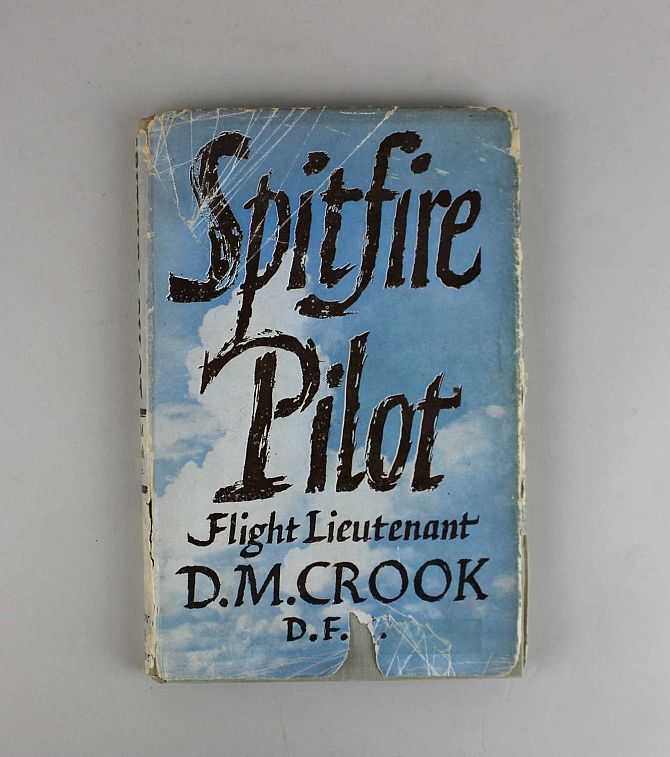 Spitfire
Pilot
Flight Lieutenant
D.M.CROOK
D.F.